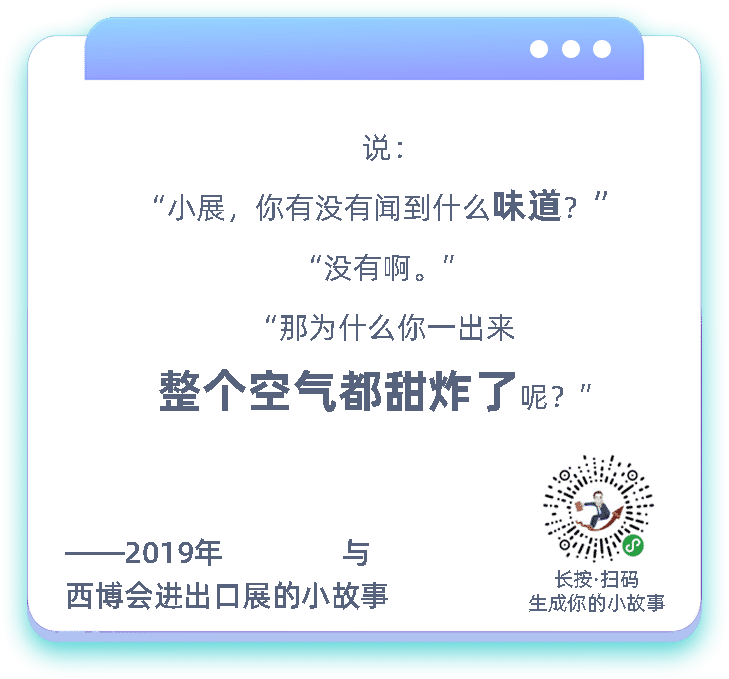 说：
“小展，你有没有闻到什么味道？”
“没有啊。”
“那为什么你一出来
整个空气都甜炸了呢？”
——2019年 与
西博会进出口展的小故事
长按·扫码
生成你的小故事